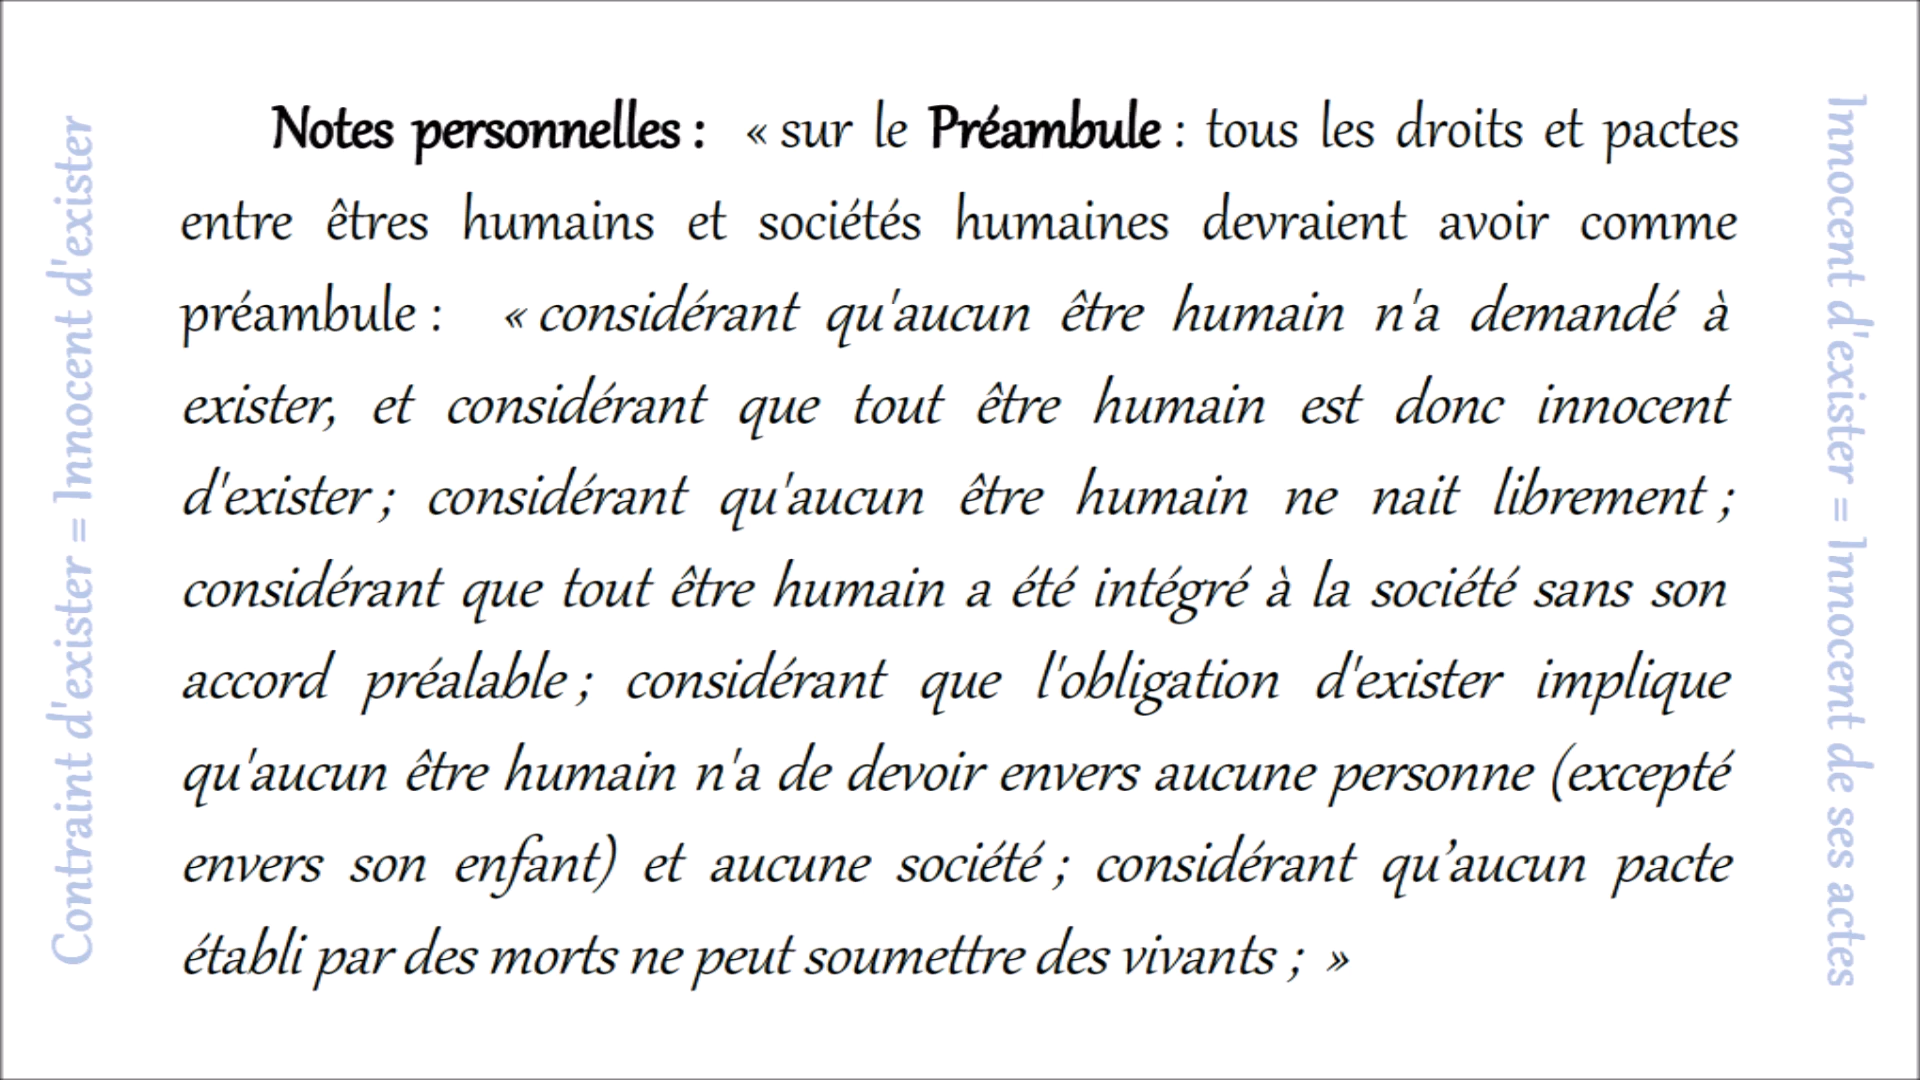 Contraint d'exister = Innocent d'exister
Notes personnelles : « sur le Préambule : tous les droits et pactes
entre êtres humains et sociétés humaines devraient avoir comme
préambule : « considérant qu'aucun être humain n'a demandé à
exister, et considérant que tout être humain est donc innocent
d'exister ; considérant qu'aucun être humain ne nait librement ;
considérant que tout être humain a été intégré à la société sans son
accord préalable ; considérant que l'obligation d'exister implique
qu'aucun être humain n'a de devoir envers aucune personne (excepté
envers son enfant) et aucune société ; considérant qu’aucun pacte
établi par des morts ne peut soumettre des vivants ; »
Innocent d'exister = Innocent de ses actes